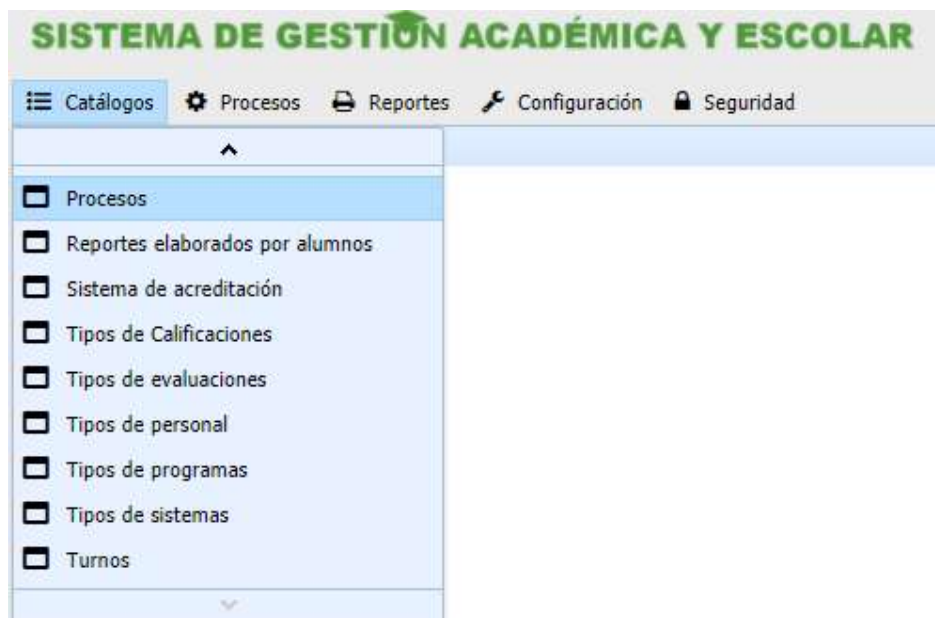 SISTEMA DE GESTIÓN ACADÉMICA Y ESCOLAR
Catálogos Procesos Reportes Configuración Seguridad
Procesos
Reportes elaborados por alumnos
Sistema de acreditación
Tipos de Calificaciones
Tipos de evaluaciones
Tipos de personal
Tipos de programas
Tipos de sistemas
Turnos